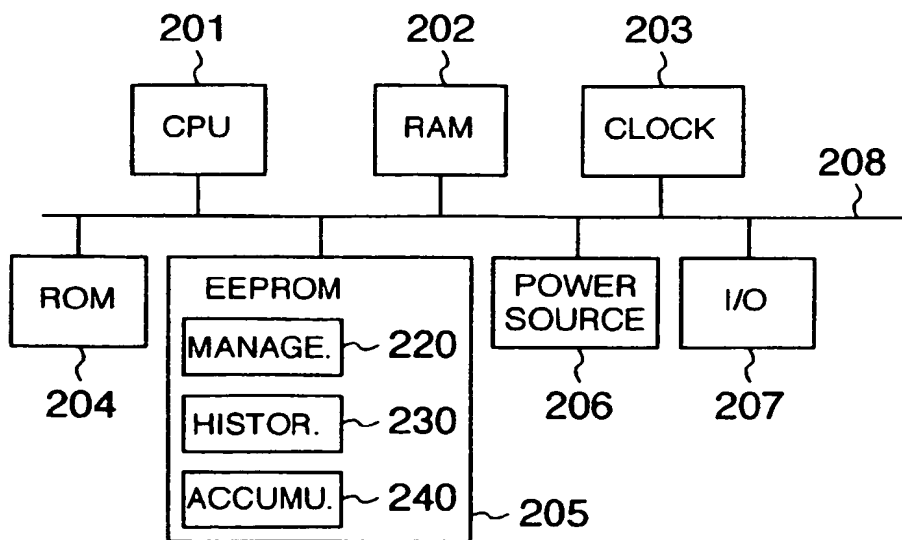 201
202
203
CPU
RAM
CLOCK
208
ROM
EEPROM
POWER
SOURCE
I/O
MANAGE.
220
204
206
207
HISTOR.
230
ACCUMU.
240
205